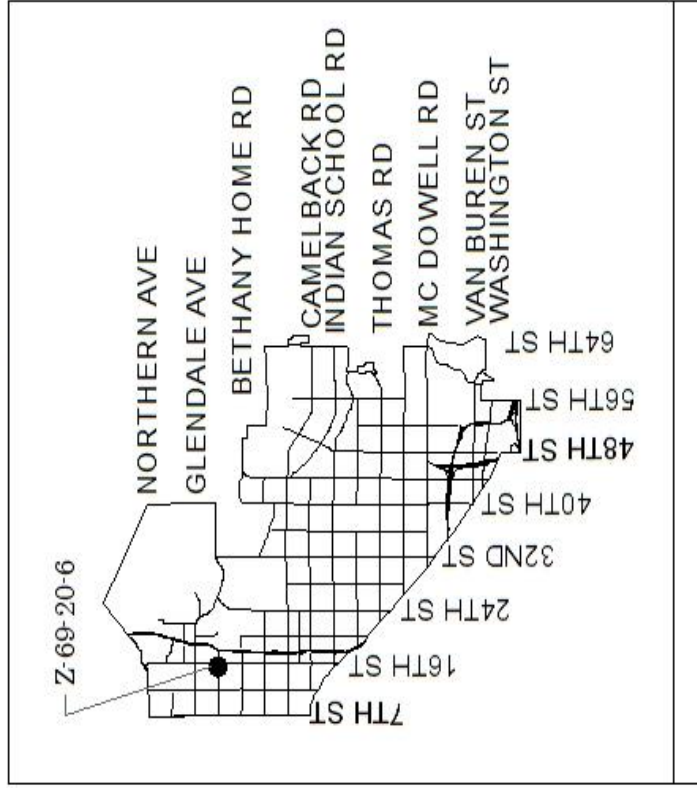 Z-69-20-6
NORTHERN AVE
GLENDALE AVE
BETHANY HOME RD
CAMELBACK RD
INDIAN SCHOOL RD
THOMAS RD
MC DOWELL RD
VAN BUREN ST
WASHINGTON ST
7TH ST
16TH ST
24TH ST
32ND ST
40TH ST
48TH ST
56TH ST
64TH ST